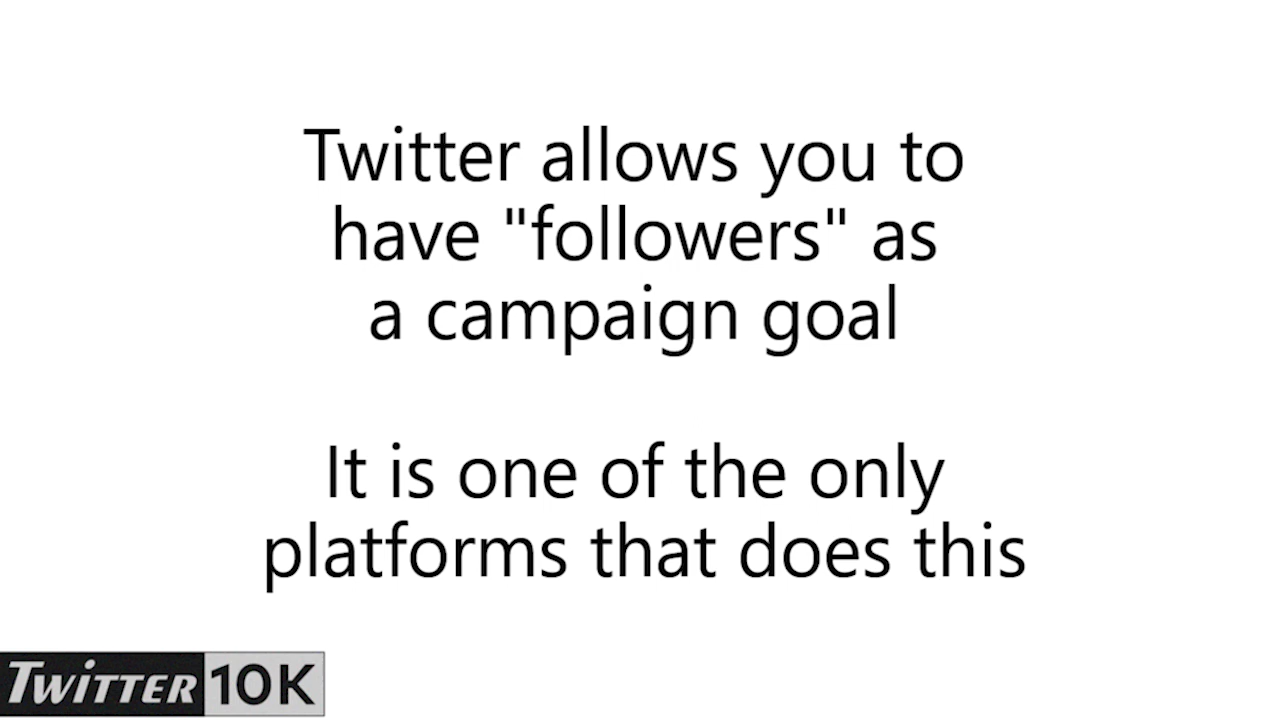 Twitter allows you to
have "followers" as
a campaign goal
It is one of the only
platforms that does this
TWITTER 10K